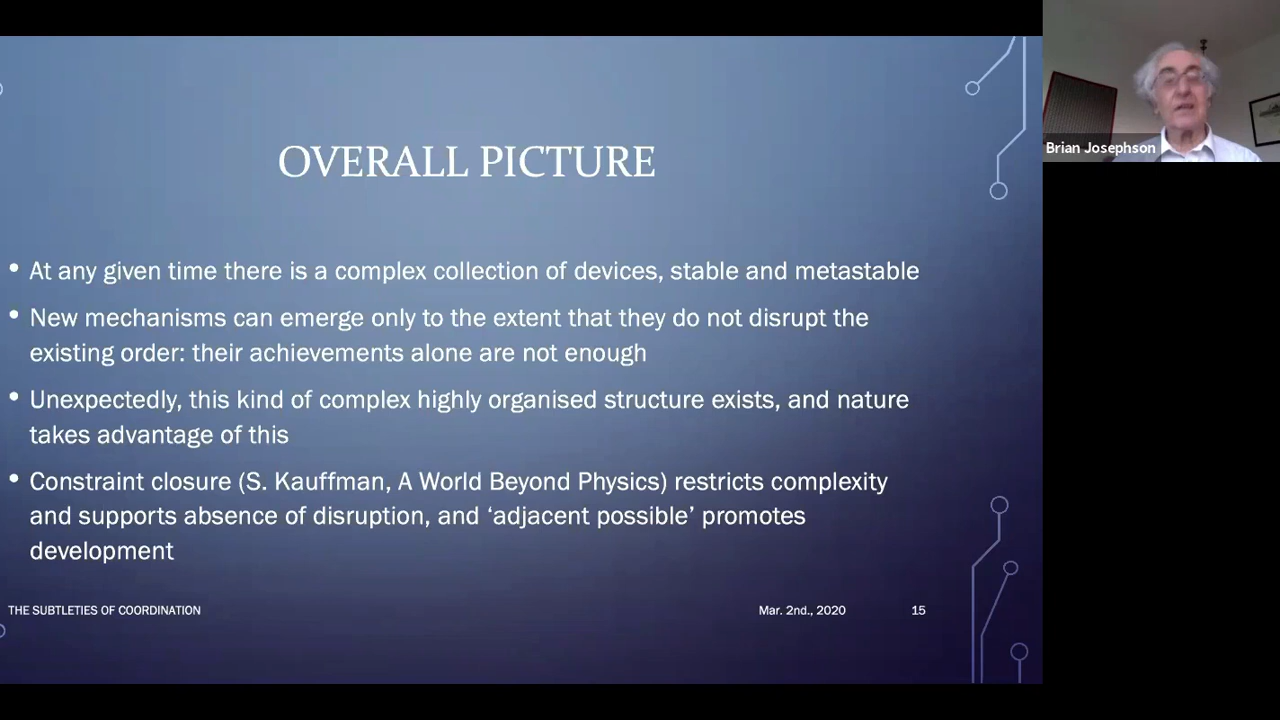 OVERALL PICTURE
• At any given time there is a complex collection of devices, stable and metastable
• New mechanisms can emerge only to the extent that they do not disrupt the
existing order: their achievements alone are not enough
• Unexpectedly, this kind of complex highly organised structure exists, and nature
takes advantage of this
• Constraint closure (S. Kauffman, A World Beyond Physics) restricts complexity
and supports absence of disruption, and ‘adjacent possible’ promotes
development
THE SUBTLETIES OF COORDINATION Mar. 2nd., 2020 15
Brian Josephson